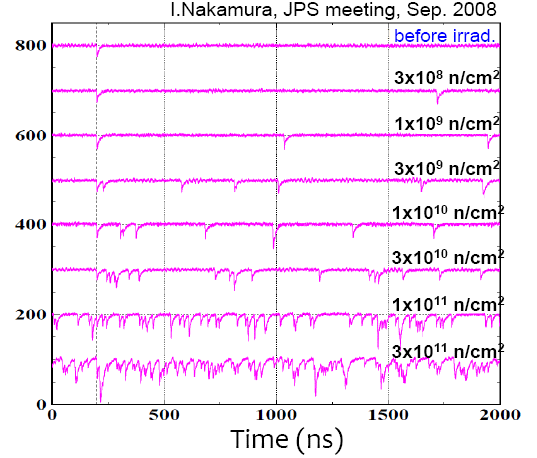 I.Nakamura, JPS meeting, Sep. 2008
before irrad.
800
3x10⁸ n/cm²
1x10⁹ n/cm²
600
3x10⁹ n/cm²
1x10¹⁰ n/cm²
400
3x10¹⁰ n/cm²
1x10¹¹ n/cm²
200
3x10¹¹ n/cm²
0
0 500 1000 1500 2000
Time (ns)